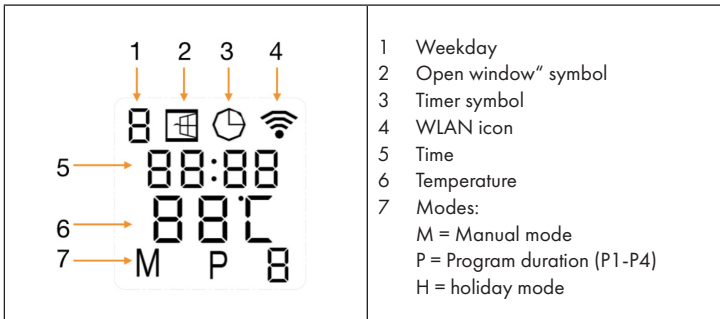 1 2 3 4
8
5 88:88
6 88℃
7 M P 8
1 Weekday
2 Open window“ symbol
3 Timer symbol
4 WLAN icon
5 Time
6 Temperature
7 Modes:
M = Manual mode
P = Program duration (P1-P4)
H = holiday mode